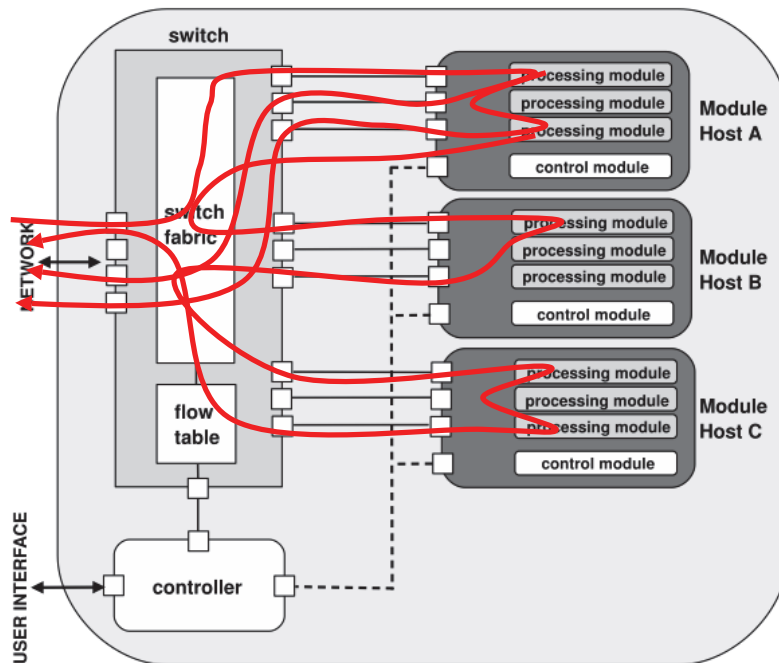 switch
processing module
processing module
processing module
control module
Module
Host A
switch
fabric
NETWORK
processing module
processing module
processing module
control module
Module
Host B
flow
table
processing module
processing module
processing module
control module
Module
Host C
controller
USER INTERFACE